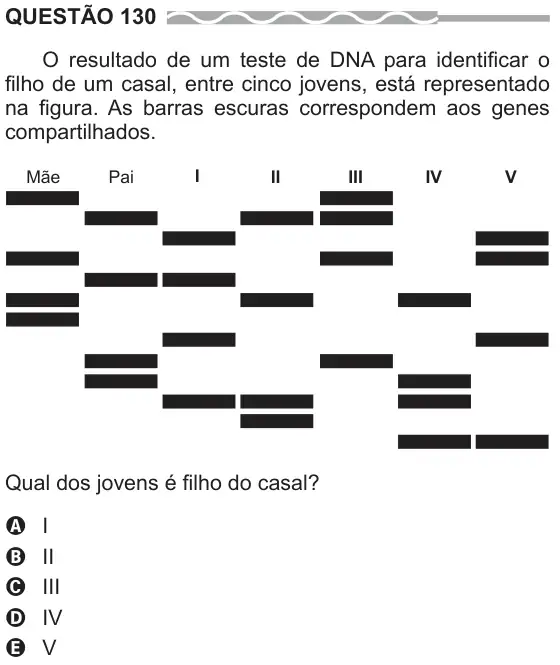 QUESTÃO 130
O resultado de um teste de DNA para identificar o
filho de um casal, entre cinco jovens, está representado
na figura. As barras escuras correspondem aos genes
compartilhados.
Mãe Pai I II III IV V
Qual dos jovens é filho do casal?
A I
B II
C III
D IV
E V